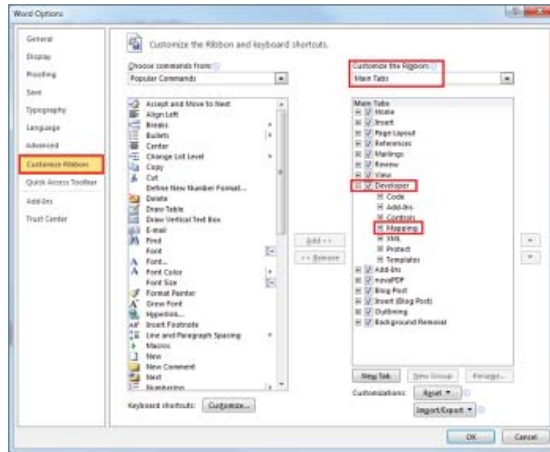 Word Options
General
Display
Proofing
Save
Typography
Language
Advanced
Customize Ribbon
Quick Access Toolbar
Add-Ins
Trust Center
Customize the Ribbon and keyboard shortcuts.
Choose commands from:
Popular Commands
Accept and Move to Next
Align Left
Breaks
Bullets
Center
Change List Level
Copy
Cut
Define New Number Format...
Delete
Draw Table
Draw Vertical Text Box
E-mail
Find
Font
Font...
Font Color
Font Size
Format Painter
Grow Font
Hyperlink...
Insert Footnote
Line and Paragraph Spacing
Macros
New
New Comment
Next
Numbering
Keyboard shortcuts: Customize...
Add >>
<< Remove
Customize the Ribbon:
Main Tabs
Main Tabs
Home
Insert
Page Layout
References
Mailings
Review
View
Developer
Code
Add-Ins
Controls
Mapping
XML
Protect
Templates
Add-Ins
novaPDF
Blog Post
Insert (Blog Post)
Outlining
Background Removal
New Tab New Group Rename...
Customizations: Reset
Import/Export
OK Cancel